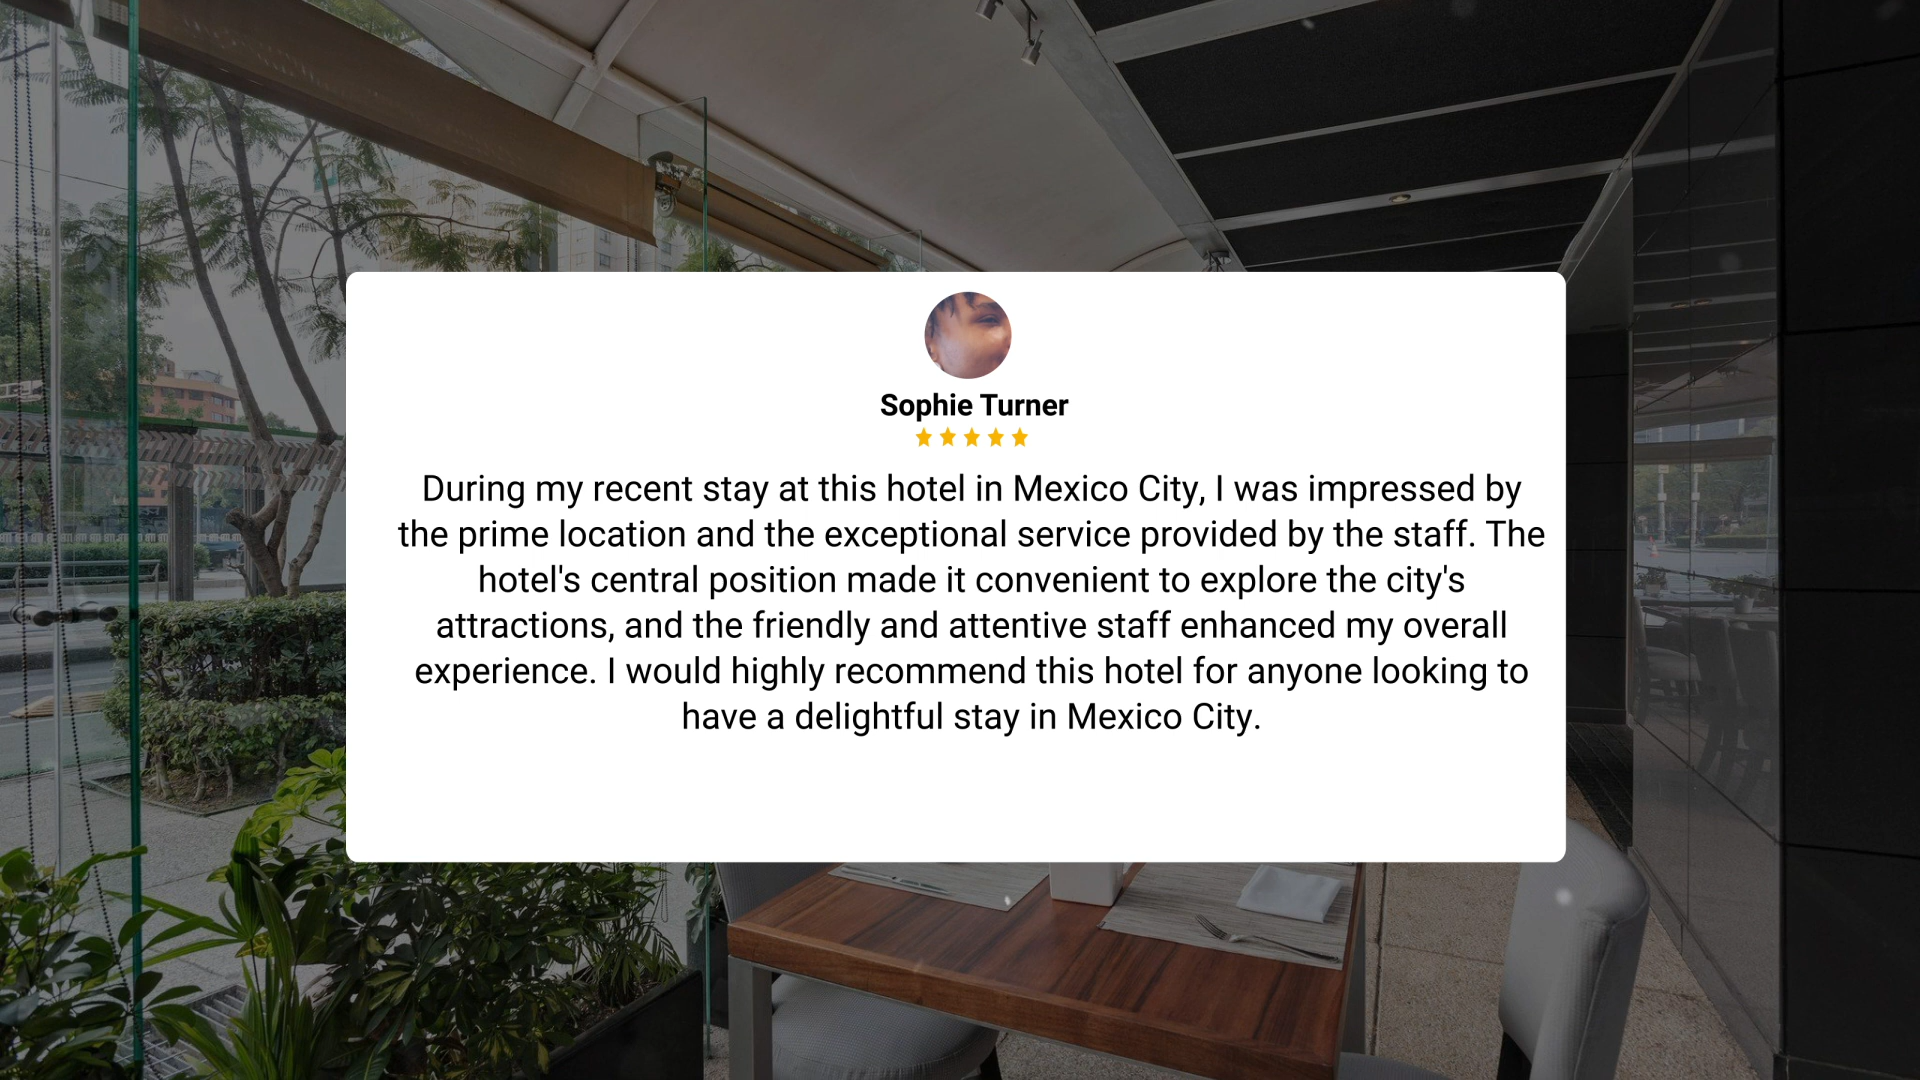 Sophie Turner
During my recent stay at this hotel in Mexico City, I was impressed by
the prime location and the exceptional service provided by the staff. The
hotel's central position made it convenient to explore the city's
attractions, and the friendly and attentive staff enhanced my overall
experience. I would highly recommend this hotel for anyone looking to
have a delightful stay in Mexico City.